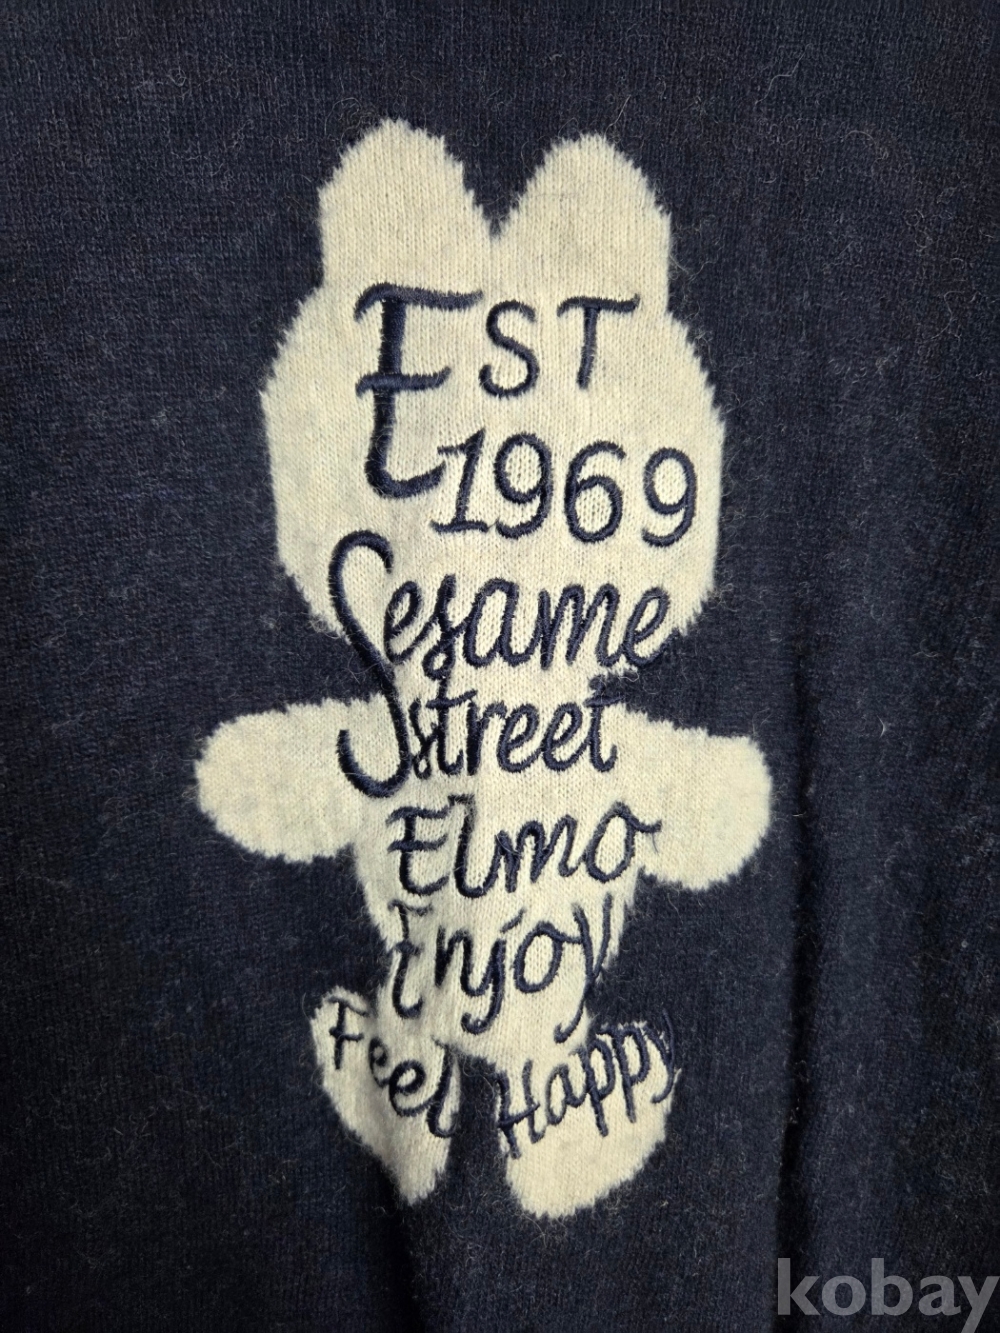 EST
1969
Sesame
Street
Elmo
Enjoy
Feel Happy
kobay